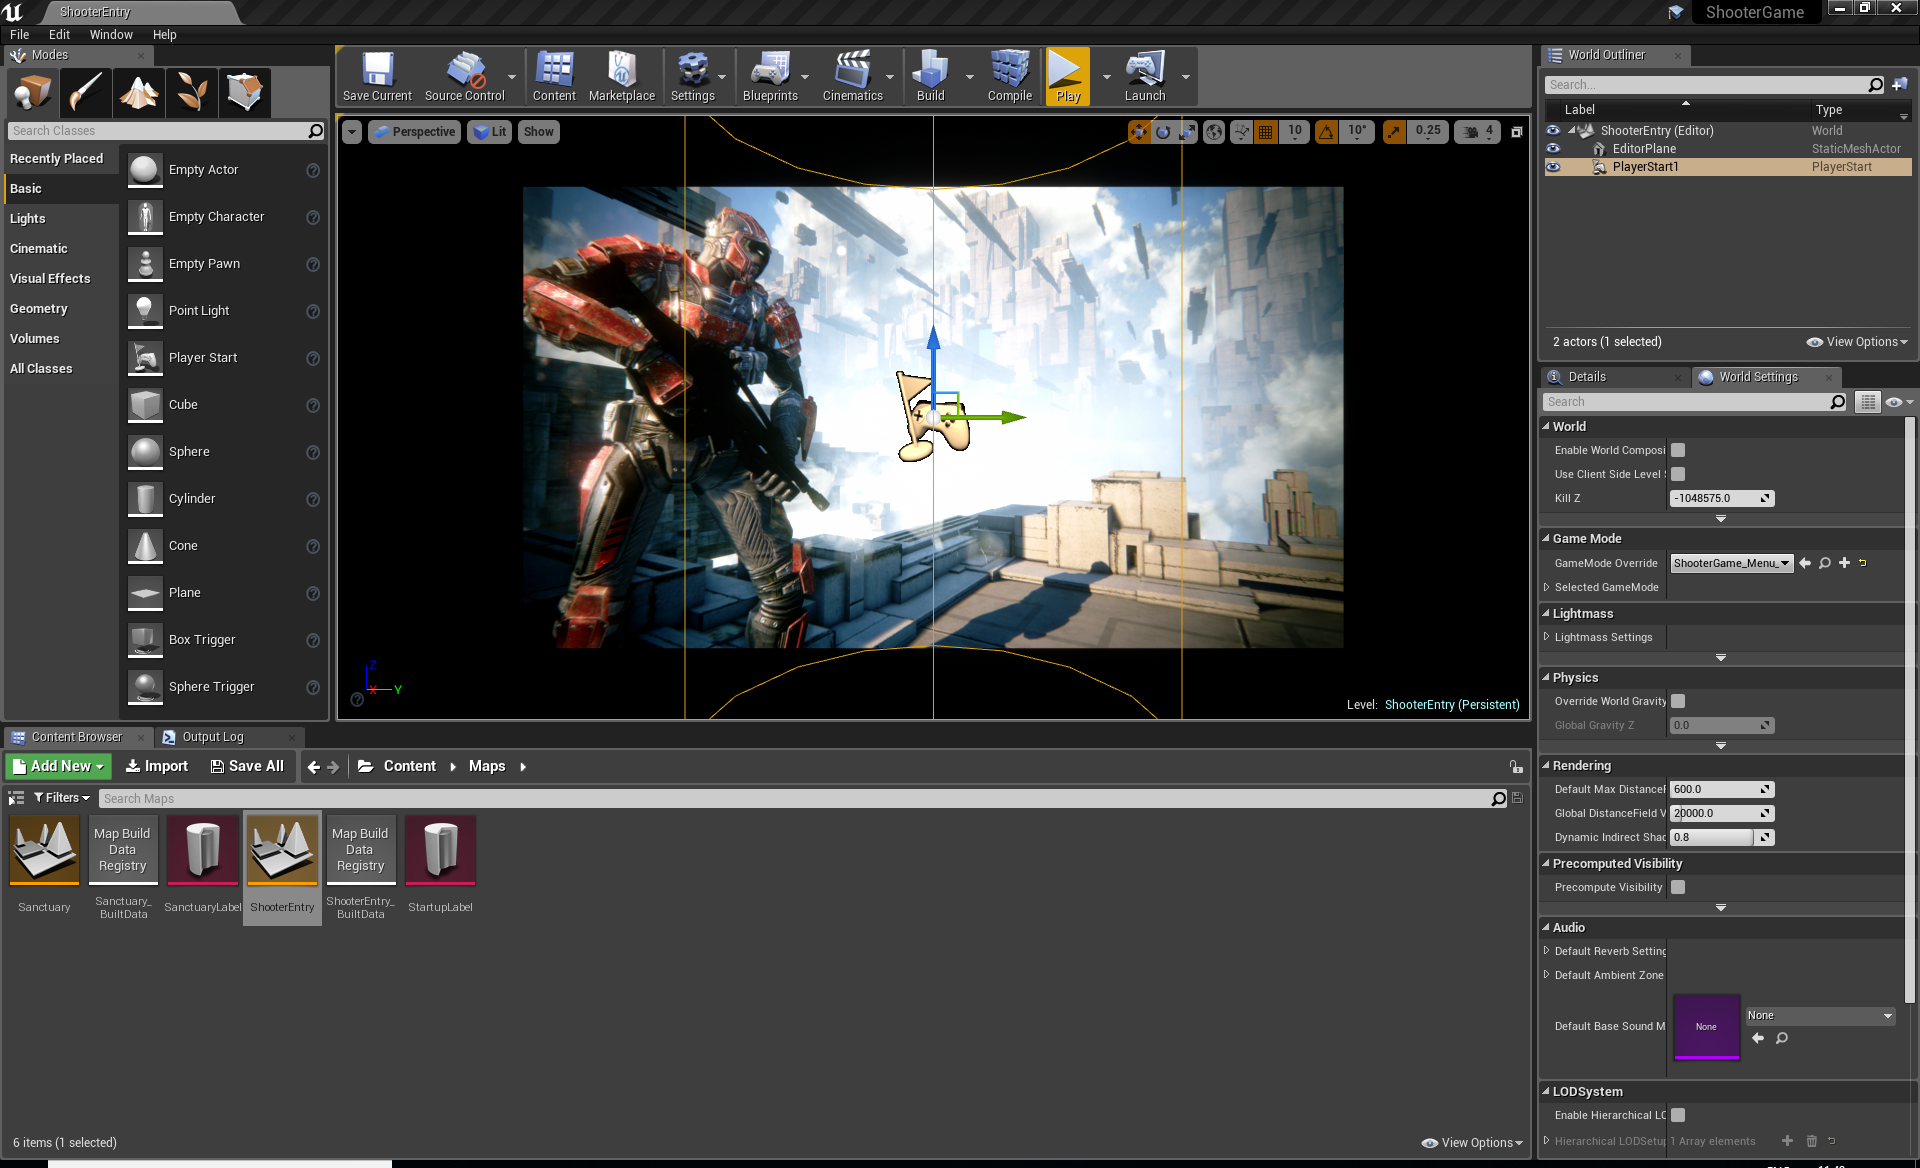 ShooterEntry
ShooterGame
File Edit Window Help
Modes
Search Classes
Recently Placed
Basic
Lights
Cinematic
Visual Effects
Geometry
Volumes
All Classes
Empty Actor
Empty Character
Empty Pawn
Point Light
Player Start
Cube
Sphere
Cylinder
Cone
Plane
Box Trigger
Sphere Trigger
Save Current
Source Control
Content
Marketplace
Settings
Blueprints
Cinematics
Build
Compile
Play
Launch
Perspective
Lit
Show
10
10°
0.25
4
Z
X
Y
Level: ShooterEntry (Persistent)
World Outliner
Search...
Label Type
ShooterEntry (Editor) World
EditorPlane StaticMeshActor
PlayerStart1 PlayerStart
2 actors (1 selected)
View Options
Details
World Settings
Search
World
Enable World Composi
Use Client Side Level
Kill Z -1048575.0
Game Mode
GameMode Override ShooterGame_Menu_
Selected GameMode
Lightmass
Lightmass Settings
Physics
Override World Gravity
Global Gravity Z 0.0
Rendering
Default Max DistanceF 600.0
Global DistanceField V 20000.0
Dynamic Indirect Shac 0.8
Precomputed Visibility
Precompute Visibility
Audio
Default Reverb Setting
Default Ambient Zone
Default Base Sound M None None
LODSystem
Enable Hierarchical LC
Hierarchical LODSetup 1 Array elements
Content Browser
Output Log
Add New
Import
Save All
Content
Maps
Filters
Search Maps
Map Build
Data
Registry
Map Build
Data
Registry
Sanctuary
Sanctuary_
BuiltData
SanctuaryLabel
ShooterEntry
ShooterEntry_
BuiltData
StartupLabel
6 items (1 selected)
View Options